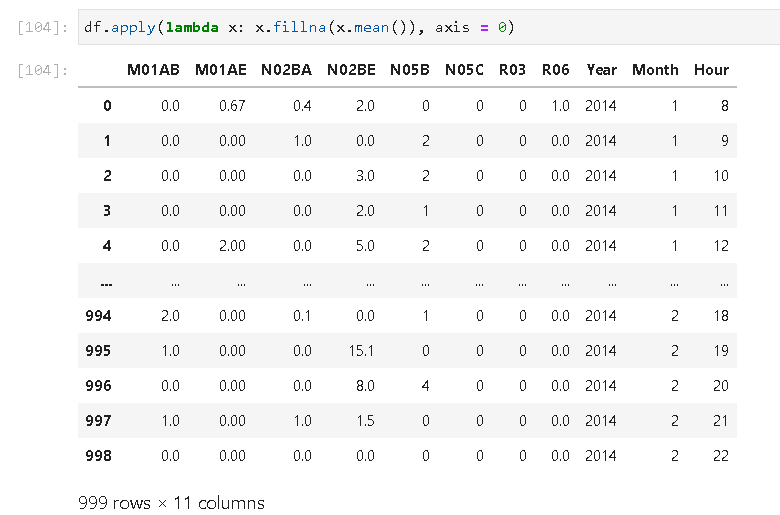 [104]: df.apply(lambda x: x.fillna(x.mean()), axis = 0)
[104]:
M01AB M01AE N02BA N02BE N05B N05C R03 R06 Year Month Hour
0 0.0 0.67 0.4 2.0 0 0 0 1.0 2014 1 8
1 0.0 0.00 1.0 0.0 2 0 0 0.0 2014 1 9
2 0.0 0.00 0.0 3.0 2 0 0 0.0 2014 1 10
3 0.0 0.00 0.0 2.0 1 0 0 0.0 2014 1 11
4 0.0 2.00 0.0 5.0 2 0 0 0.0 2014 1 12
... ... ... ... ... ... ... ... ... ... ... ...
994 2.0 0.00 0.1 0.0 1 0 0 0.0 2014 2 18
995 1.0 0.00 0.0 15.1 0 0 0 0.0 2014 2 19
996 0.0 0.00 0.0 8.0 4 0 0 0.0 2014 2 20
997 1.0 0.00 1.0 1.5 0 0 0 0.0 2014 2 21
998 0.0 0.00 0.0 0.0 0 0 0 0.0 2014 2 22
999 rows × 11 columns